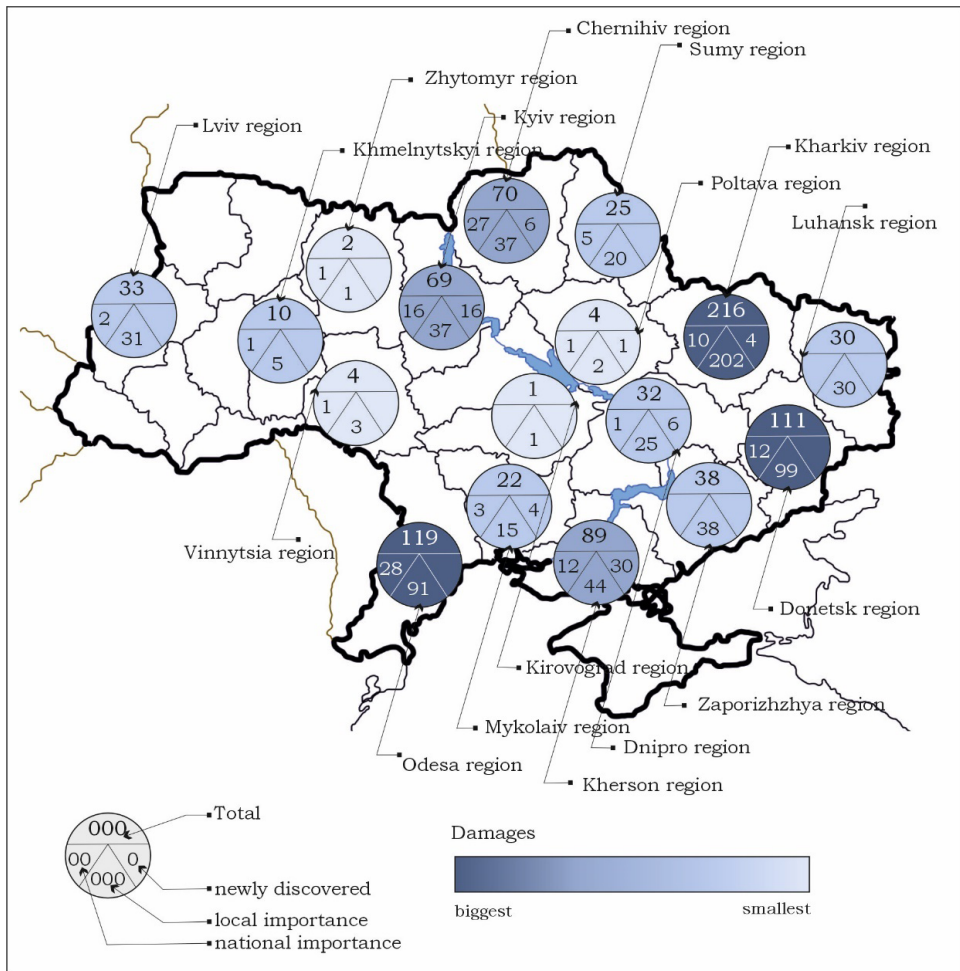 Chernihiv region
Sumy region
Zhytomyr region
Kyiv region
Lviv region
Khmelnytskyi region
Kharkiv region
Poltava region
Luhansk region
70
27 6
37
25
5
20
2
1
1
69
16 16
37
33
2
31
10
1
5
4
1 1
2
216
10 4
202
30
30
4
1
3
1
1
32
1 6
25
111
12
99
22
3 4
15
38
38
119
28
91
89
12 30
44
Vinnytsia region
Donetsk region
Kirovograd region
Zaporizhzhya region
Mykolaiv region
Dnipro region
Odesa region
Kherson region
000
00 0
000
Total
newly discovered
local importance
national importance
Damages
biggest smallest